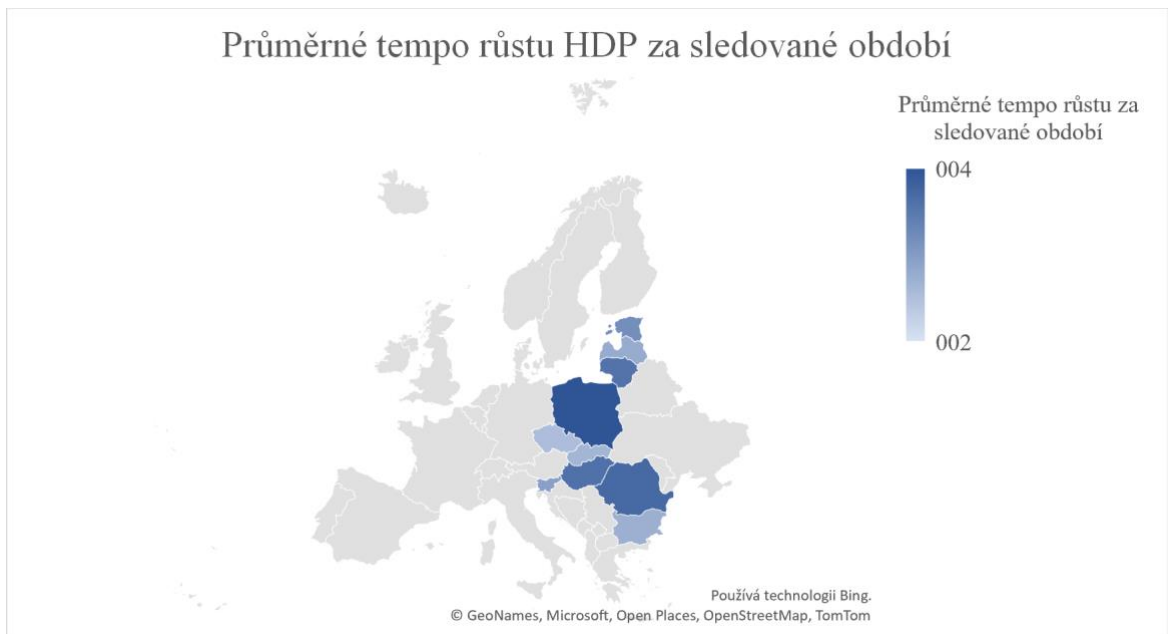 Průměrné tempo růstu HDP za sledované období
Průměrné tempo růstu za
sledované období
004
002
Používá technologii Bing.
© GeoNames, Microsoft, Open Places, OpenStreetMap, TomTom